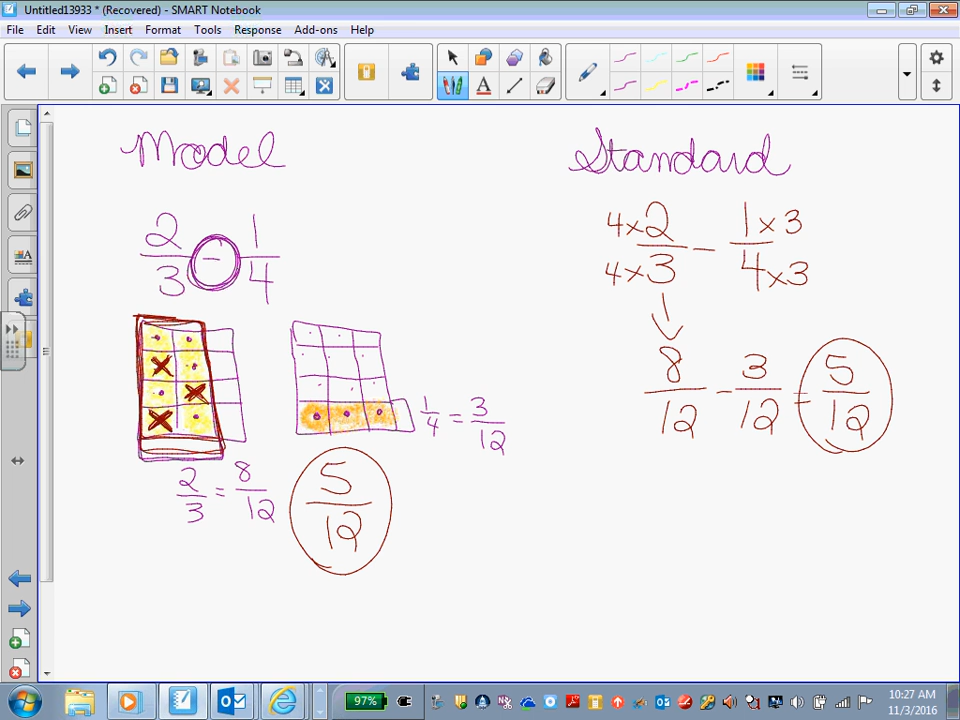 Untitled13933 * (Recovered) - SMART Notebook
File Edit View Insert Format Tools Response Add-ons Help
Model
2/3 - 1/4
1/4 = 3/12
2/3 = 8/12
5/12
Standard
4 x 2 / 4 x 3 - 1 x 3 / 4 x 3
8/12 - 3/12 = 5/12
97%
10:27 AM
11/3/2016